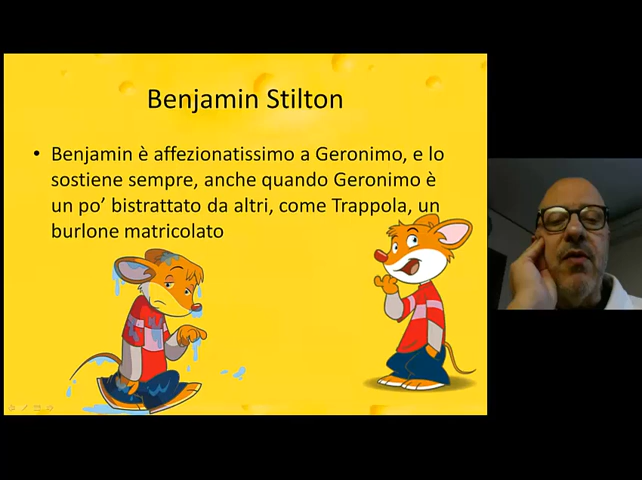 Benjamin Stilton
• Benjamin è affezionatissimo a Geronimo, e lo
sostiene sempre, anche quando Geronimo è
un po’ bistrattato da altri, come Trappola, un
burlone matricolato